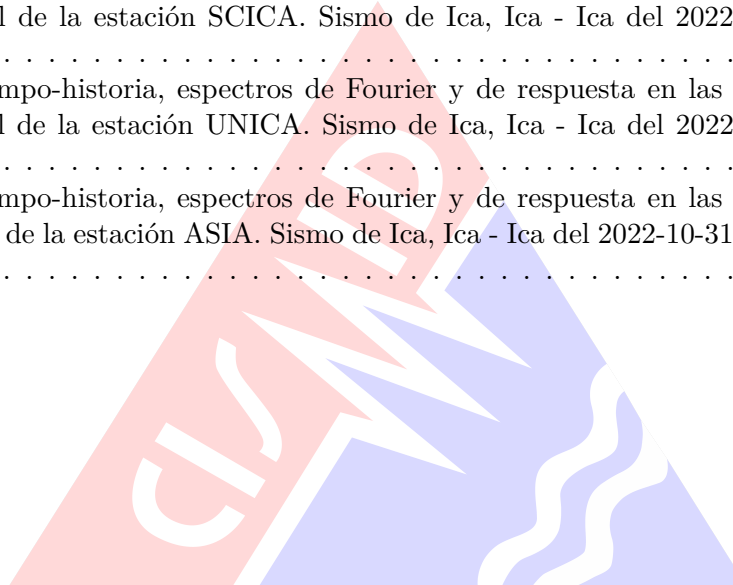 l de la estación SCICA. Sismo de Ica, Ica - Ica del 2022
. . . . . . . . . . . . . . . . . . . . . . . . . . . . . . . . .
mpo-historia, espectros de Fourier y de respuesta en las
l de la estación UNICA. Sismo de Ica, Ica - Ica del 2022
. . . . . . . . . . . . . . . . . . . . . . . . . . . . . . . . .
mpo-historia, espectros de Fourier y de respuesta en las
de la estación ASIA. Sismo de Ica, Ica - Ica del 2022-10-31
. . . . . . . . . . . . . . . . . . . . . . . . . . . . . . . . .
CISMID